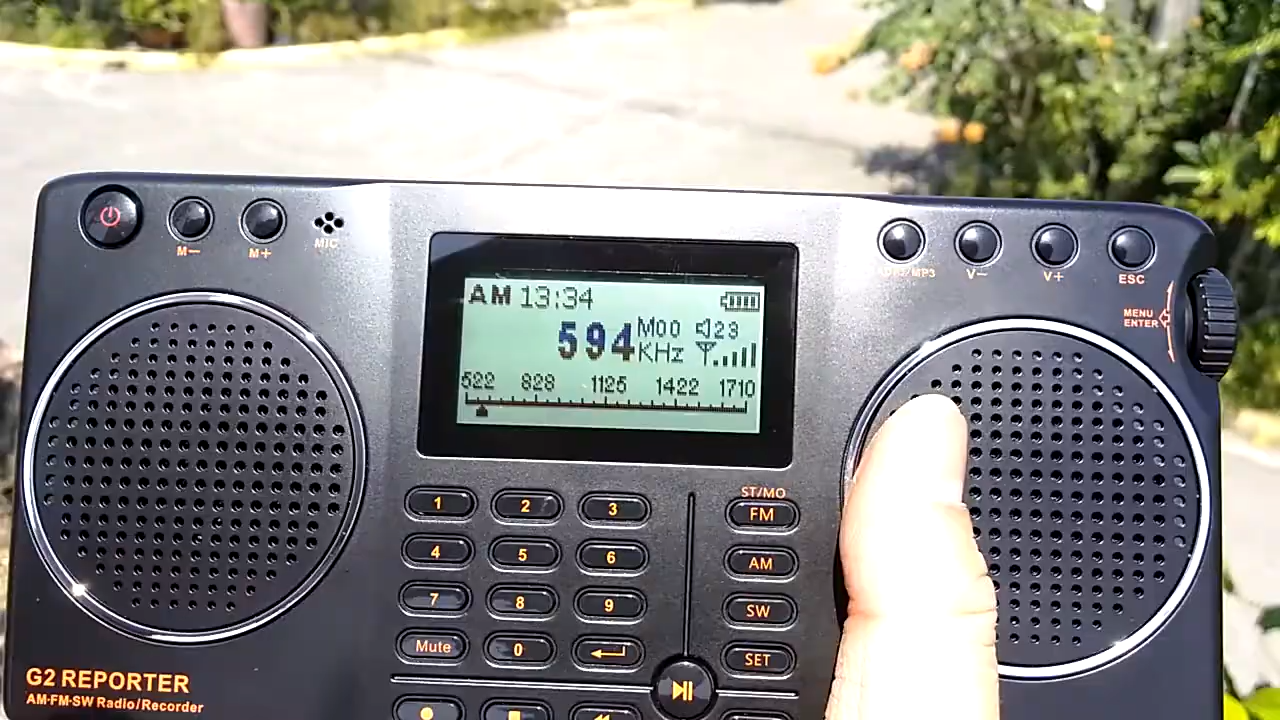 M− M+ MIC
/MP3 V− V+ ESC
MENU
ENTER
AM 13:34
594 M00 23
KHz
522 828 1125 1422 1710
1 2 3
ST/MO
FM
4 5 6 AM
7 8 9 SW
Mute 0 SET
G2 REPORTER
AM-FM-SW Radio/Recorder